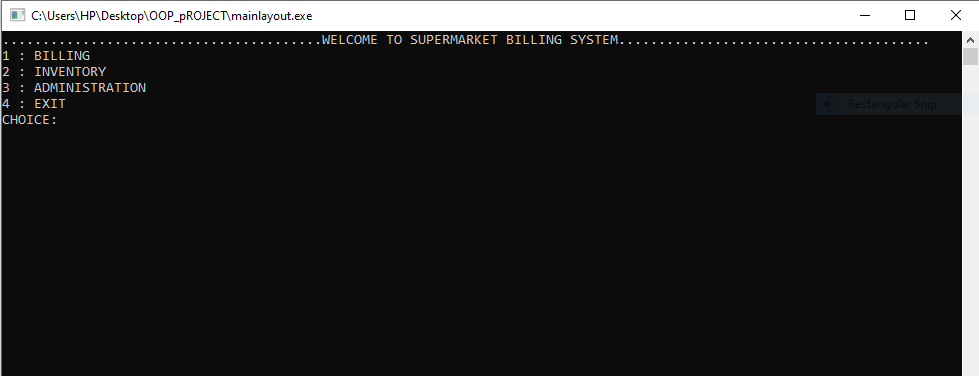 C:\Users\HP\Desktop\OOP_pROJECT\mainlayout.exe
........................................WELCOME TO SUPERMARKET BILLING SYSTEM.......................................
1 : BILLING
2 : INVENTORY
3 : ADMINISTRATION
4 : EXIT
Rectangular Snip
CHOICE: